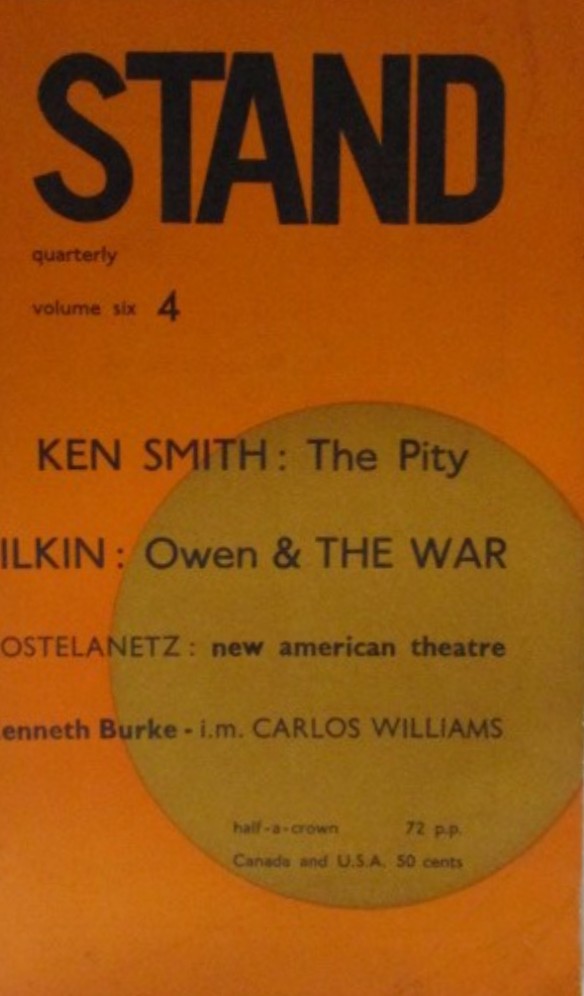 STAND
quarterly
volume six 4
KEN SMITH: The Pity
ILKIN: Owen & THE WAR
OSTELANETZ: new american theatre
enneth Burke - i.m. CARLOS WILLIAMS
half-a-crown 72 p.p.
Canada and U.S.A. 50 cents